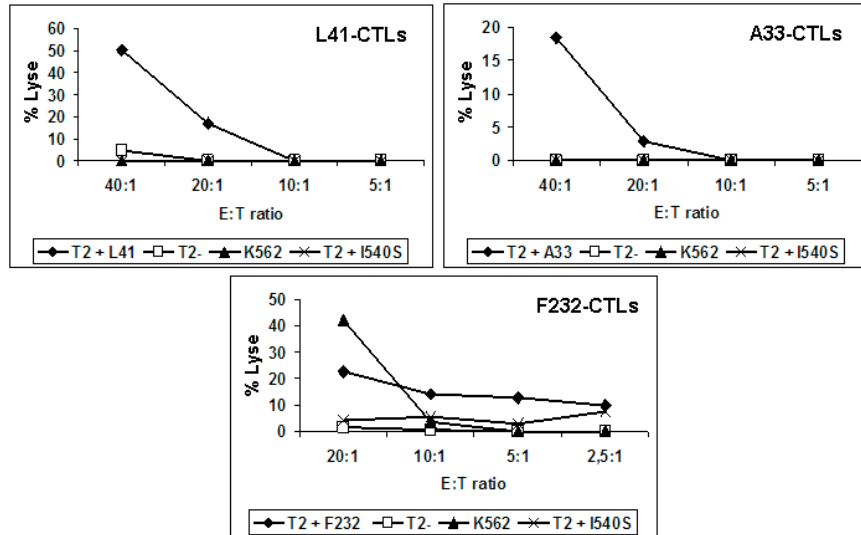 L41-CTLs
% Lyse
60
50
40
30
20
10
0
40:1 20:1 10:1 5:1
E:T ratio
T2 + L41 T2- K562 T2 + I540S
A33-CTLs
% Lyse
20
15
10
5
0
40:1 20:1 10:1 5:1
E:T ratio
T2 + A33 T2- K562 T2 + I540S
F232-CTLs
% Lyse
50
40
30
20
10
0
20:1 10:1 5:1 2,5:1
E:T ratio
T2 + F232 T2- K562 T2 + I540S